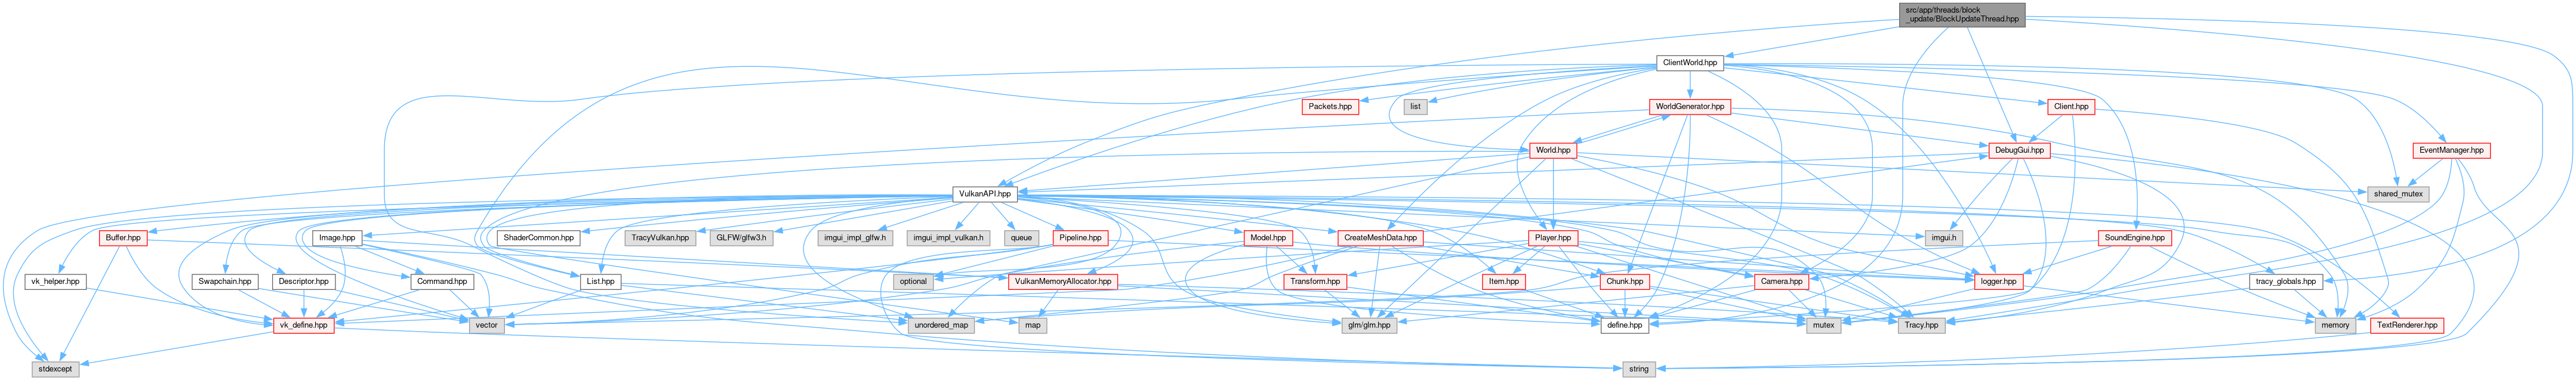 src/app/threads/block
_update/BlockUpdateThread.hpp
ClientWorld.hpp
Packets.hpp
list
WorldGenerator.hpp
Client.hpp
World.hpp
DebugGui.hpp
EventManager.hpp
VulkanAPI.hpp
shared_mutex
Buffer.hpp
Image.hpp
ShaderCommon.hpp
TracyVulkan.hpp
GLFW/glfw3.h
imgui_impl_glfw.h
imgui_impl_vulkan.h
queue
Pipeline.hpp
Model.hpp
CreateMeshData.hpp
Player.hpp
imgui.h
SoundEngine.hpp
vk_helper.hpp
Swapchain.hpp
Descriptor.hpp
Command.hpp
List.hpp
optional
VulkanMemoryAllocator.hpp
Transform.hpp
Item.hpp
Chunk.hpp
Camera.hpp
logger.hpp
tracy_globals.hpp
vk_define.hpp
vector
unordered_map
map
glm/glm.hpp
define.hpp
mutex
Tracy.hpp
memory
TextRenderer.hpp
stdexcept
string